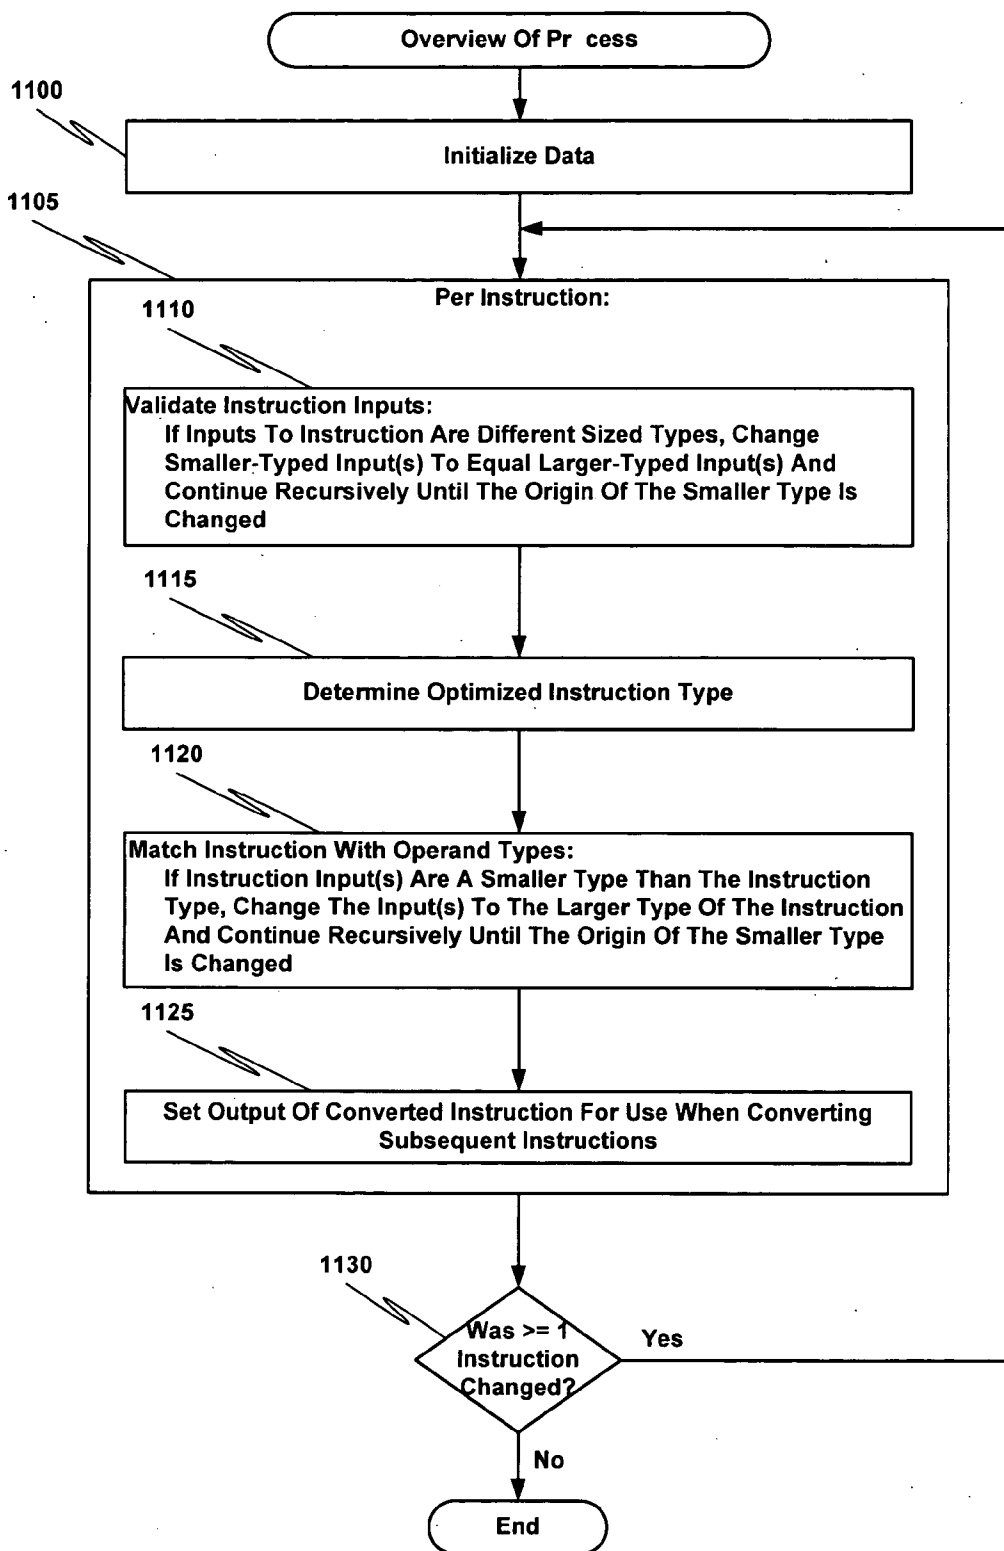 Overview Of Pr cess
1100
Initialize Data
1105
Per Instruction:
1110
Validate Instruction Inputs:
If Inputs To Instruction Are Different Sized Types, Change
Smaller-Typed Input(s) To Equal Larger-Typed Input(s) And
Continue Recursively Until The Origin Of The Smaller Type Is
Changed
1115
Determine Optimized Instruction Type
1120
Match Instruction With Operand Types:
If Instruction Input(s) Are A Smaller Type Than The Instruction
Type, Change The Input(s) To The Larger Type Of The Instruction
And Continue Recursively Until The Origin Of The Smaller Type
Is Changed
1125
Set Output Of Converted Instruction For Use When Converting
Subsequent Instructions
1130
Was >= 1
Instruction
Changed?
Yes
No
End